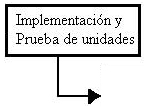 Implementación y
Prueba de unidades